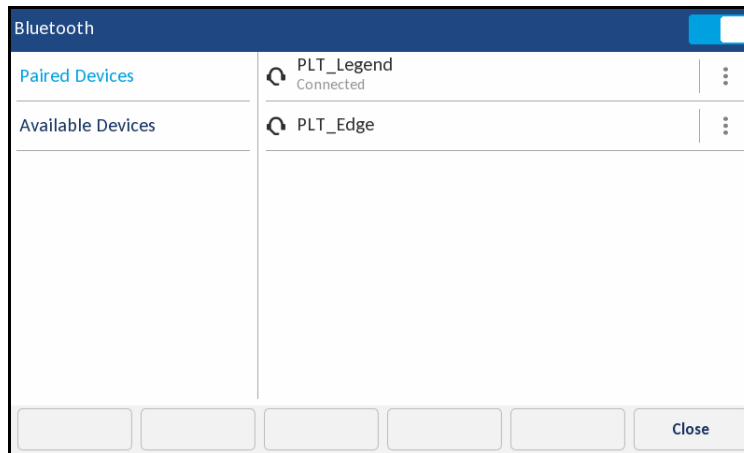 Bluetooth
Paired Devices
Available Devices
PLT_Legend
Connected
PLT_Edge
Close